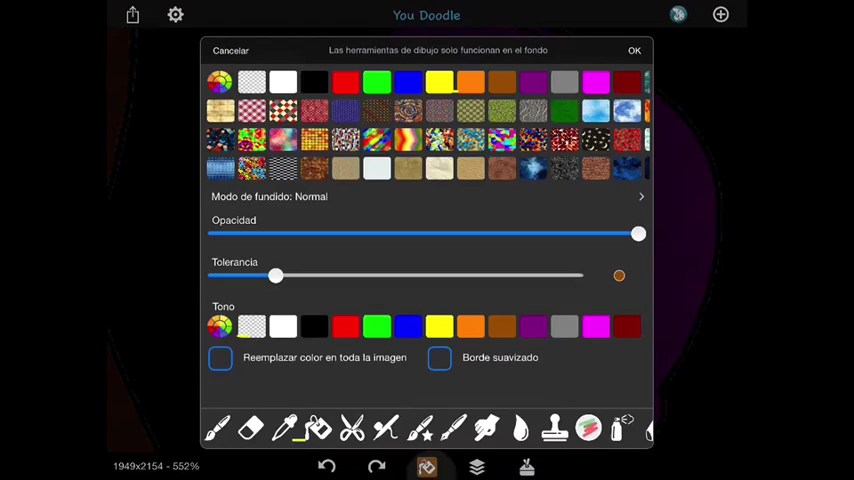 You Doodle
Cancelar
Las herramientas de dibujo solo funcionan en el fondo
OK
Modo de fundido: Normal
Opacidad
Tolerancia
Tono
Reemplazar color en toda la imagen
Borde suavizado
1949x2154 - 552%